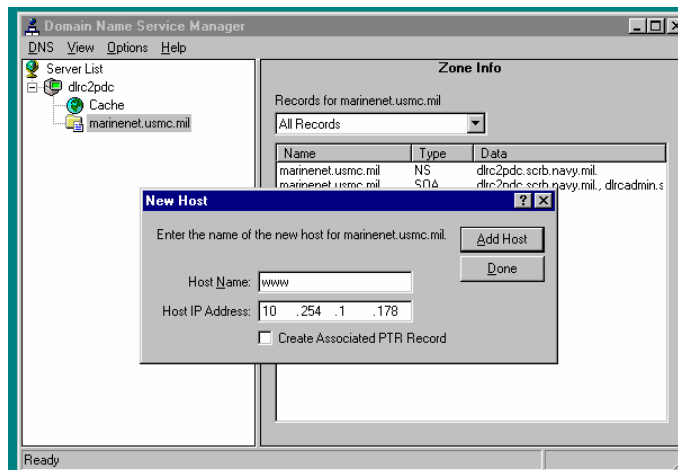 Domain Name Service Manager
DNS View Options Help
Server List
dlrc2pdc
Cache
marinenet.usmc.mil
Zone Info
Records for marinenet.usmc.mil
All Records
Name Type Data
marinenet.usmc.mil NS dlrc2pdc.scrb.navy.mil.
marinenet.usmc.mil SOA dlrc2pdc.scrb.navy.mil., dlrcadmin.s
New Host
Enter the name of the new host for marinenet.usmc.mil.
Add Host
Done
Host Name: www
Host IP Address: 10 .254 .1 .178
Create Associated PTR Record
Ready